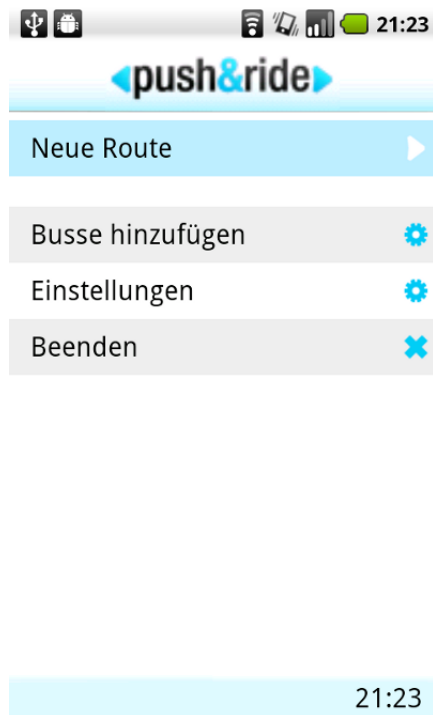 21:23
push&ride
Neue Route
Busse hinzufügen
Einstellungen
Beenden
21:23